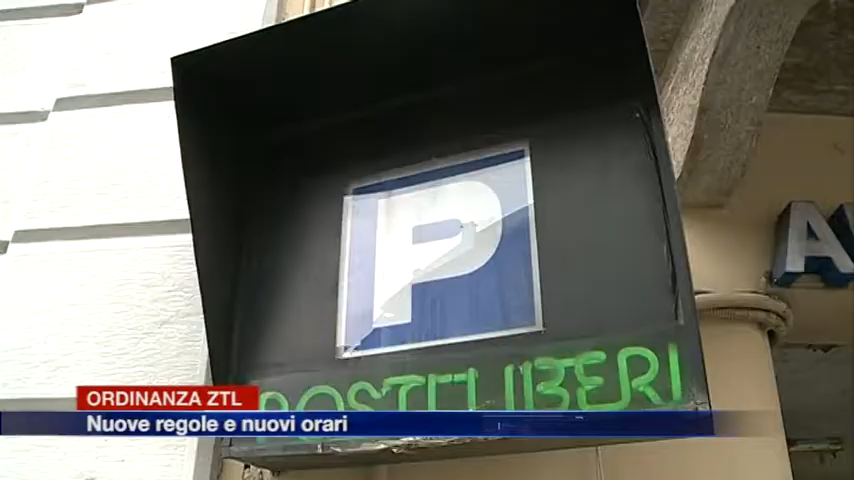 P
A
POSTI LIBERI
ORDINANZA ZTL
Nuove regole e nuovi orari